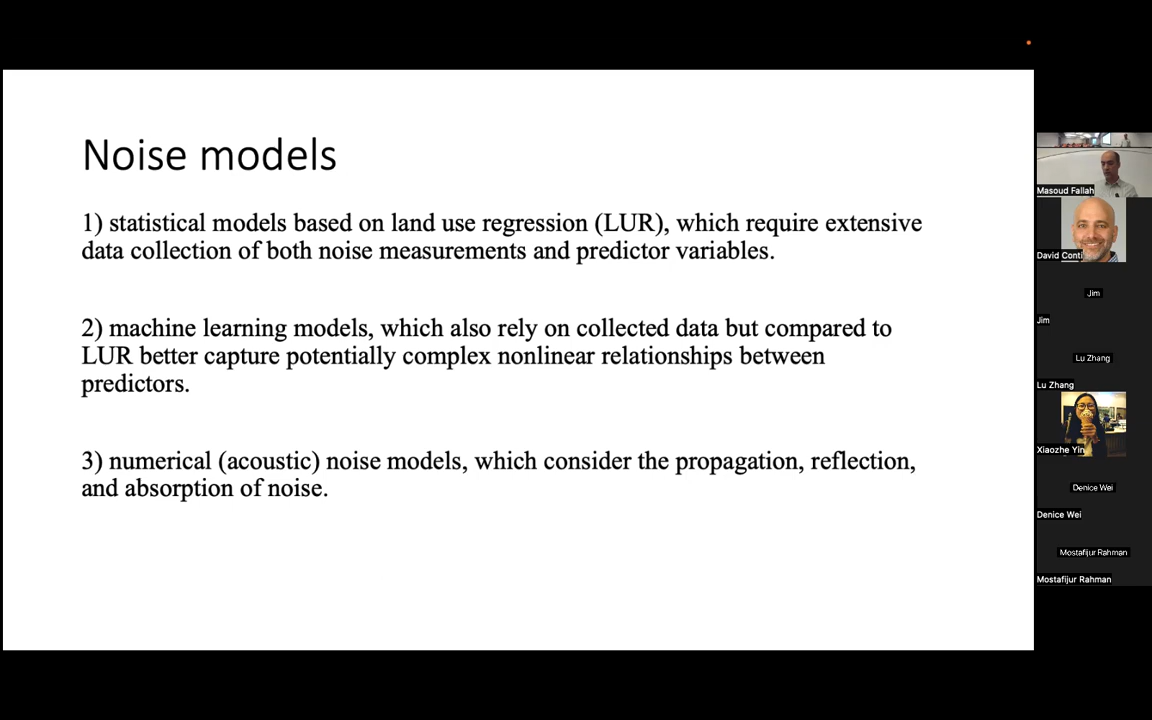 Noise models
1) statistical models based on land use regression (LUR), which require extensive
data collection of both noise measurements and predictor variables.
2) machine learning models, which also rely on collected data but compared to
LUR better capture potentially complex nonlinear relationships between
predictors.
3) numerical (acoustic) noise models, which consider the propagation, reflection,
and absorption of noise.
Masoud Fallah
David Conti
Jim
Jim
Lu Zhang
Lu Zhang
Xiaozhe Yin
Denice Wei
Denice Wei
Mostafijur Rahman
Mostafijur Rahman